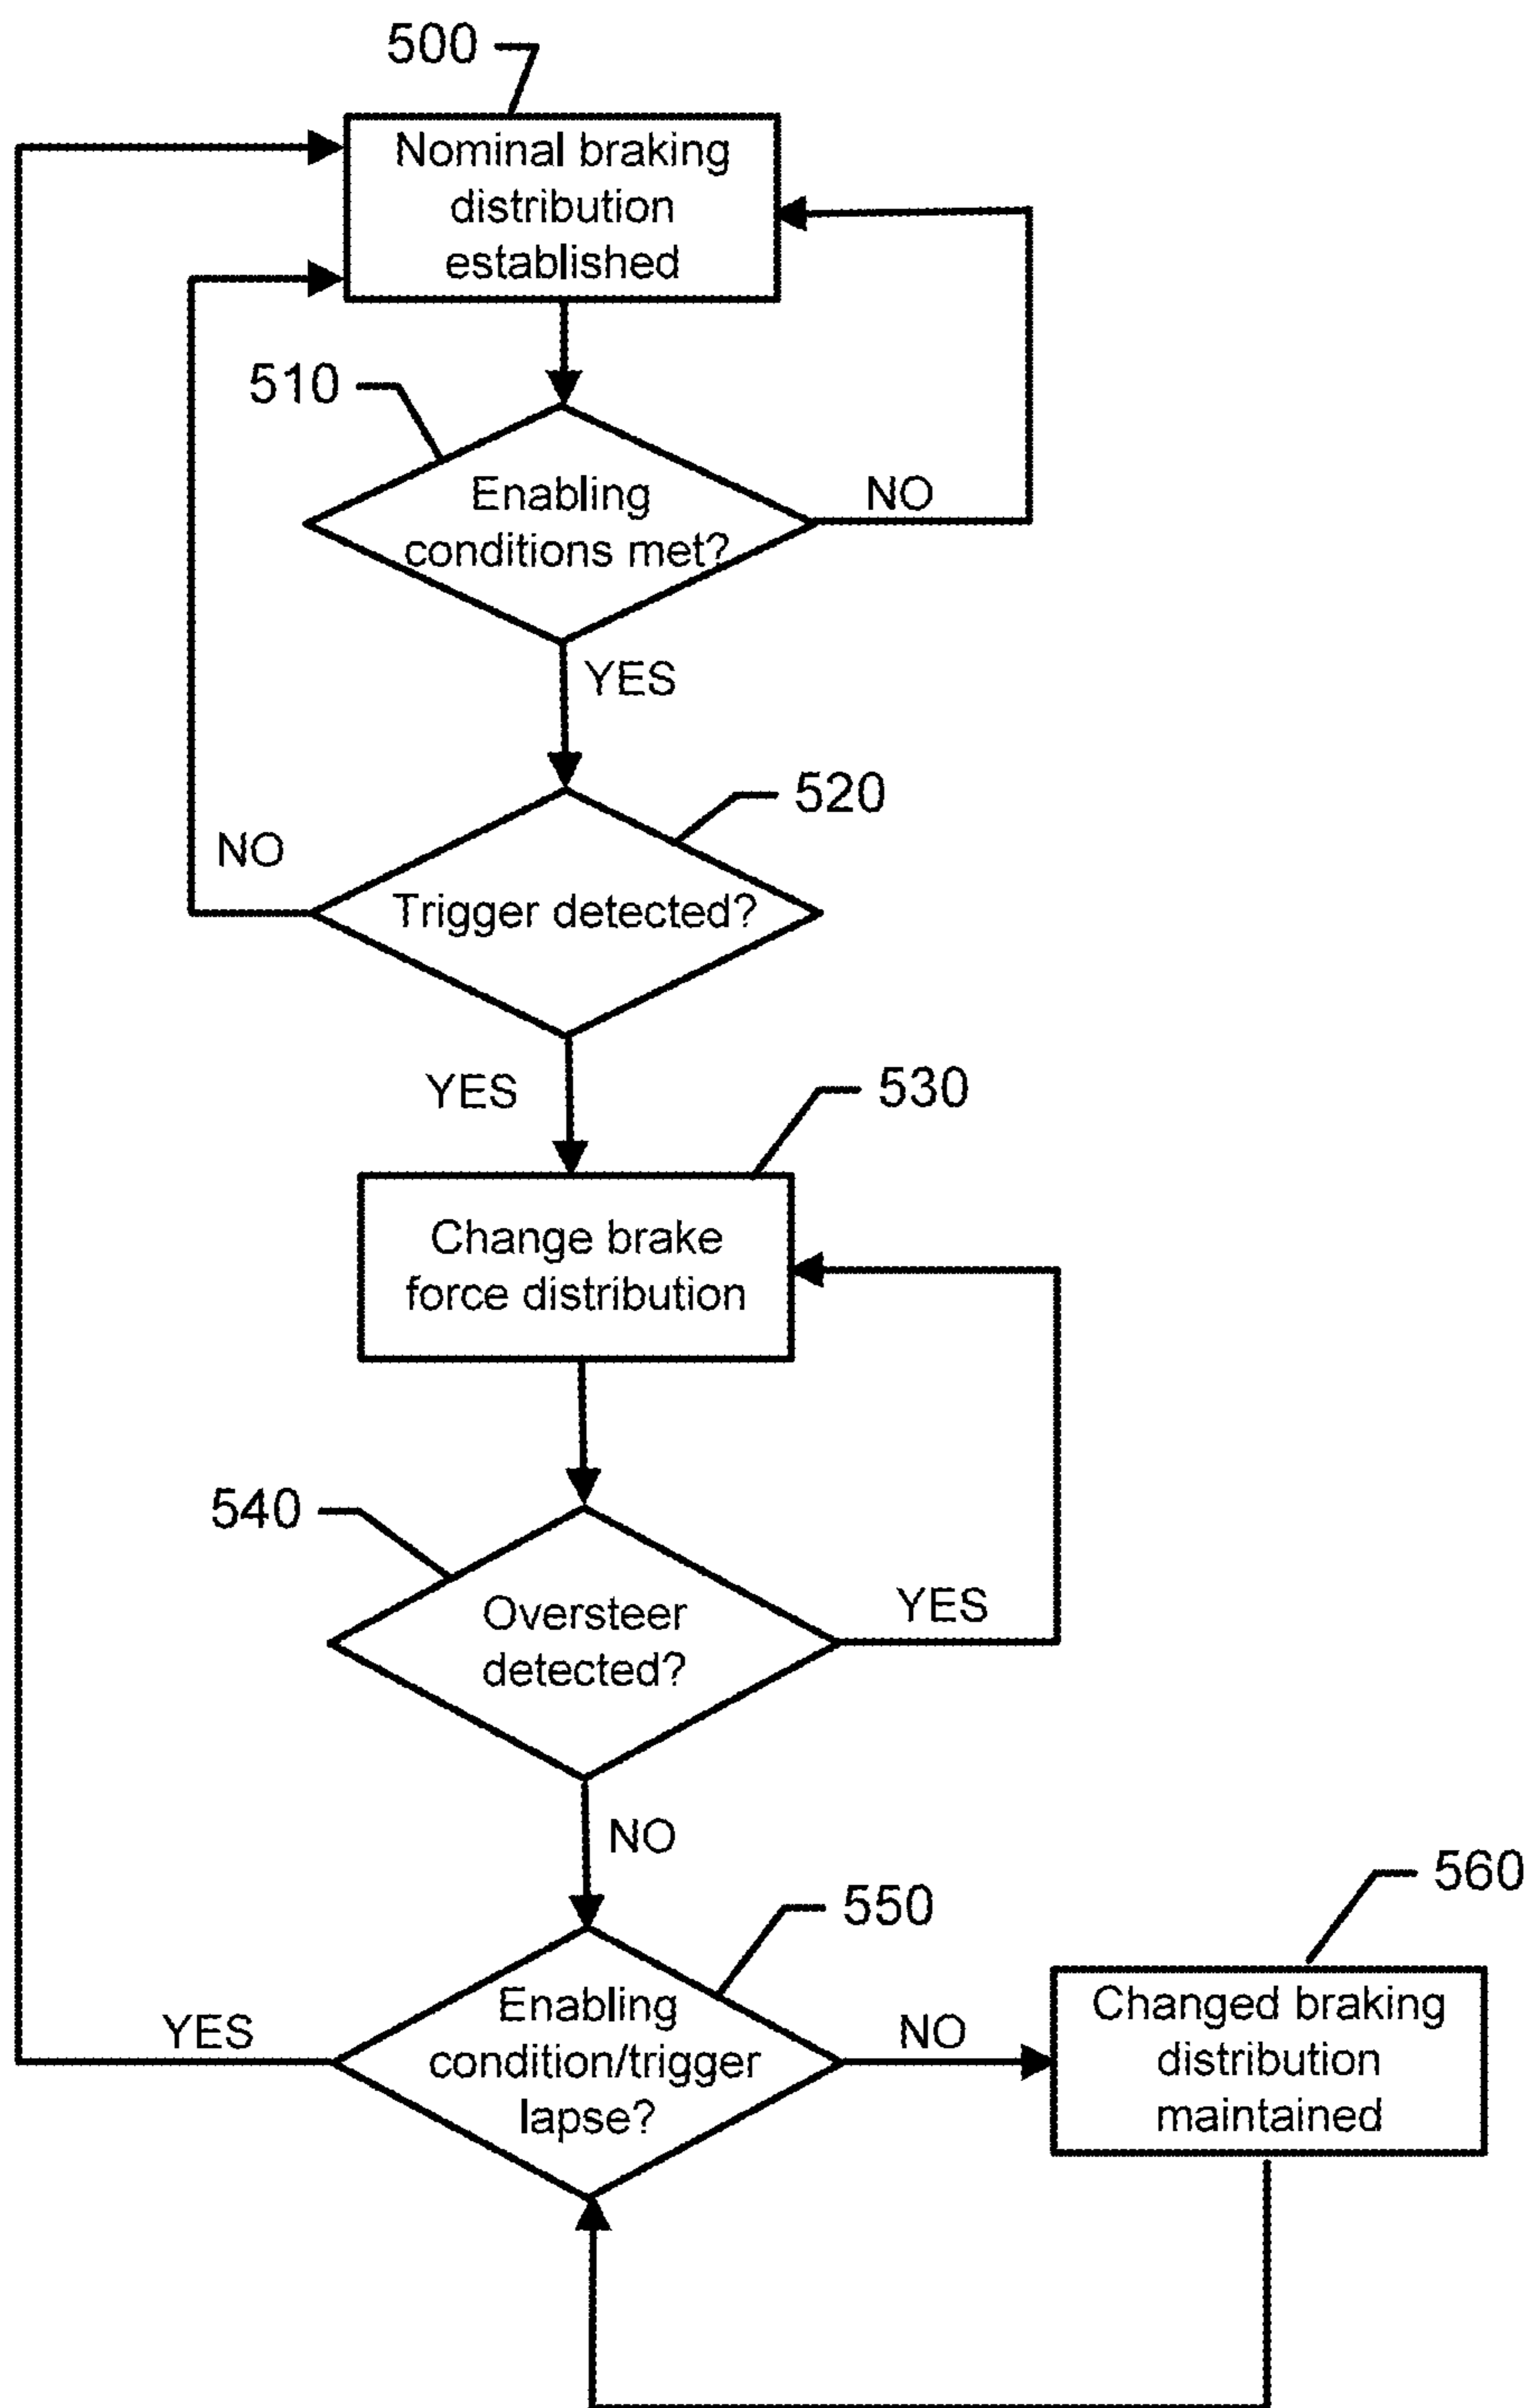 500
Nominal braking
distribution
established
510
Enabling
conditions met?
NO
YES
520
NO
Trigger detected?
YES
530
Change brake
force distribution
540
Oversteer
detected?
YES
NO
550
560
Enabling
condition/trigger
lapse?
YES
NO
Changed braking
distribution
maintained